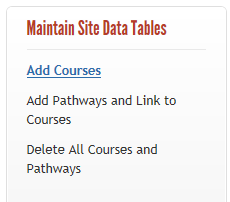 Maintain Site Data Tables
Add Courses
Add Pathways and Link to
Courses
Delete All Courses and
Pathways